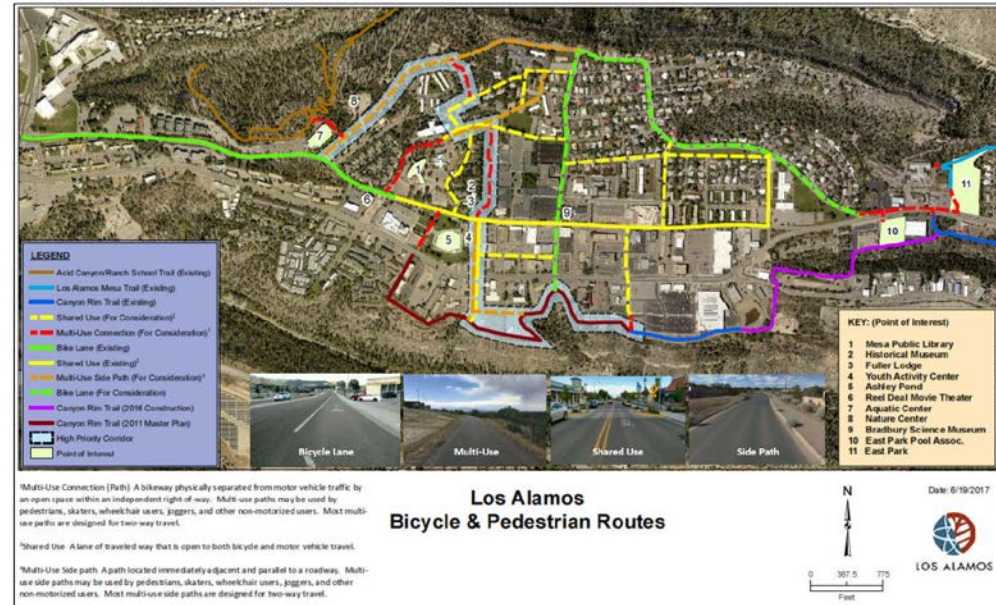 7
8
1
2
3
6
5
4
9
10
11
LEGEND
Acid Canyon/Ranch School Trail (Existing)
Los Alamos Mesa Trail (Existing)
Canyon Rim Trail (Existing)
Shared Use (For Consideration)²
Multi-Use Connection (For Consideration)¹
Bike Lane (Existing)
Shared Use (Existing)²
Multi-Use Side Path (For Consideration)³
Bike Lane (For Consideration)
Canyon Rim Trail (2016 Construction)
Canyon Rim Trail (2011 Master Plan)
High Priority Corridor
Point of Interest
Bicycle Lane
Multi-Use
Shared Use
Side Path
KEY: (Point of Interest)
1 Mesa Public Library
2 Historical Museum
3 Fuller Lodge
4 Youth Activity Center
5 Ashley Pond
6 Reel Deal Movie Theater
7 Aquatic Center
8 Nature Center
9 Bradbury Science Museum
10 East Park Pool Assoc.
11 East Park
¹Multi-Use Connection (Path) A bikeway physically separated from motor vehicle traffic by
an open space within an independent right-of-way. Multi-use paths may be used by
pedestrians, skaters, wheelchair users, joggers, and other non-motorized users. Most multi-
use paths are designed for two-way travel.
²Shared Use A lane of traveled way that is open to both bicycle and motor vehicle travel.
³Multi-Use Side path A path located immediately adjacent and parallel to a roadway. Multi-
use side paths may be used by pedestrians, skaters, wheelchair users, joggers, and other
non-motorized users. Most multi-use side paths are designed for two-way travel.
Los Alamos
Bicycle & Pedestrian Routes
N
0 387.5 775
Feet
Date: 6/19/2017
LOS ALAMOS